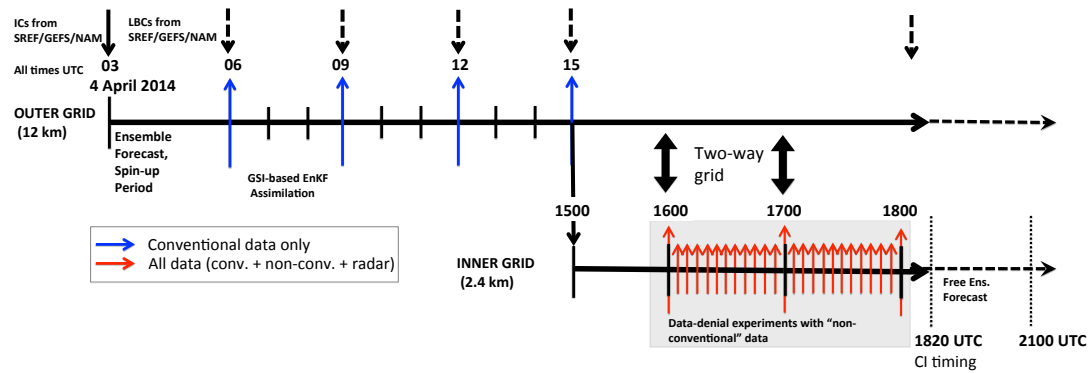 ICs from
SREF/GEFS/NAM
LBCs from
SREF/GEFS/NAM
All times UTC
03
06
09
12
15
4 April 2014
OUTER GRID
(12 km)
Ensemble
Forecast,
Spin-up
Period
GSI-based EnKF
Assimilation
Two-way
grid
1500
1600
1700
1800
Conventional data only
All data (conv. + non-conv. + radar)
INNER GRID
(2.4 km)
Free Ens.
Forecast
Data-denial experiments with “non-
conventional” data
1820 UTC
CI timing
2100 UTC